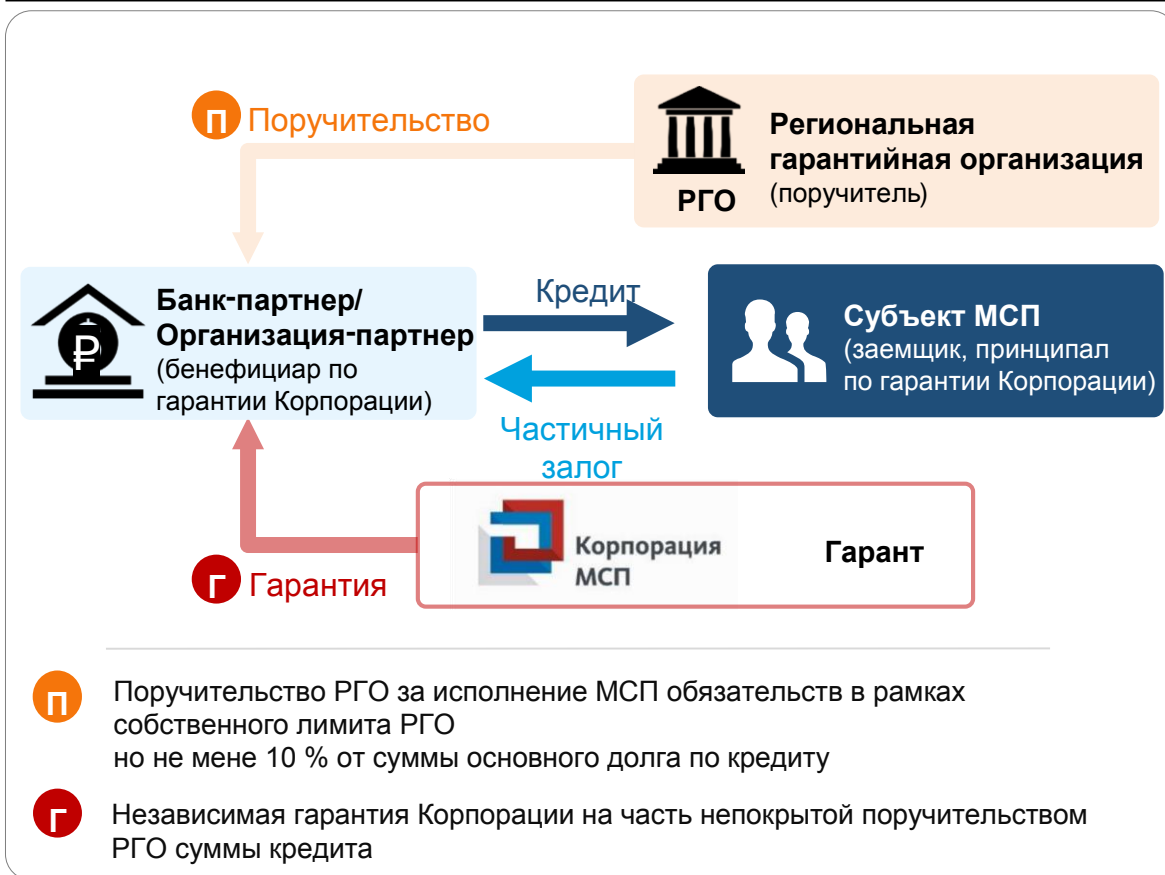 П Поручительство
Региональная
гарантийная организация
(поручитель)
РГО
Банк-партнер/
Организация-партнер
(бенефициар по
гарантии Корпорации)
₽
Кредит
Субъект МСП
(заемщик, принципал
по гарантии Корпорации)
Частичный
залог
Корпорация
МСП
Гарант
Г Гарантия
П
Поручительство РГО за исполнение МСП обязательств в рамках
собственного лимита РГО
но не мене 10 % от суммы основного долга по кредиту
Г
Независимая гарантия Корпорации на часть непокрытой поручительством
РГО суммы кредита